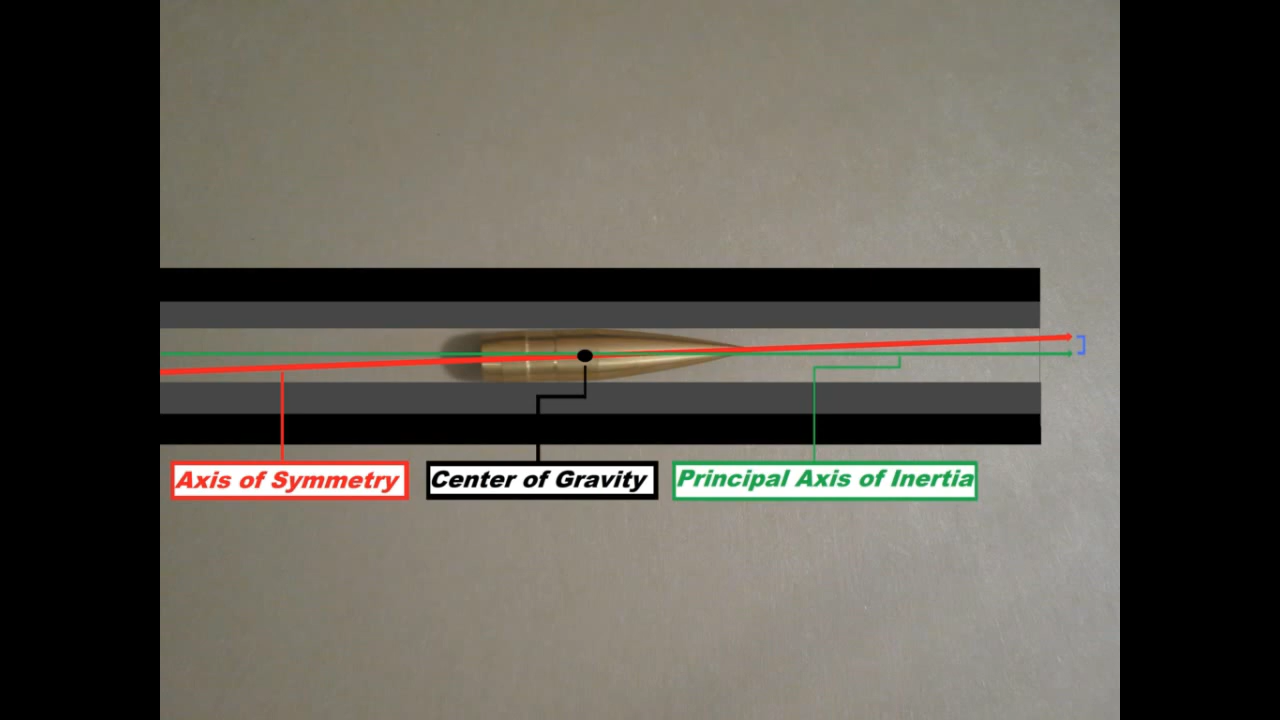 Axis of Symmetry
Center of Gravity
Principal Axis of Inertia